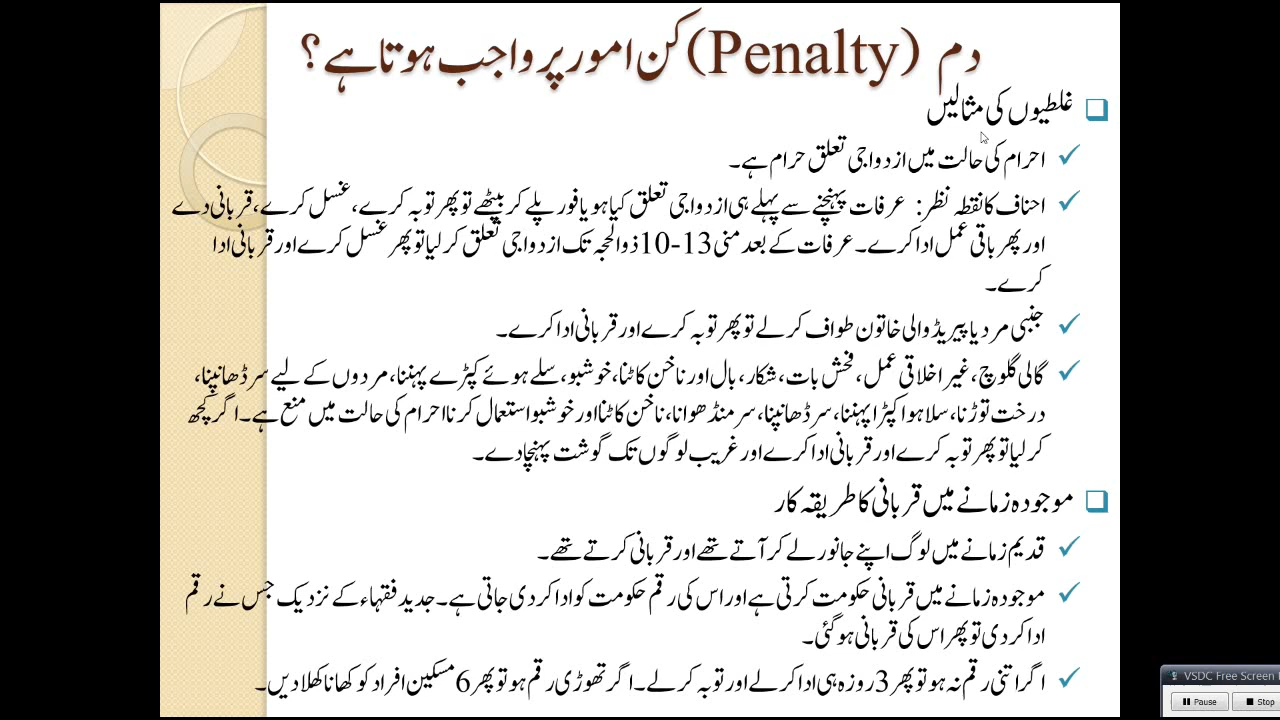 دم (Penalty) کن امور پر واجب ہوتا ہے؟
غلطیوں کی مثالیں
احرام کی حالت میں ازدواجی تعلق حرام ہے۔
احناف کا نقطہ نظر: عرفات پہنچنے سے پہلے ہی ازدواجی تعلق کیا ہو یا فور پلے کر بیٹھے تو پھر توبہ کرے، غسل کرے، قربانی دے
اور پھر باقی عمل ادا کرے۔ عرفات کے بعد منی 13-10 ذوالحجہ تک ازدواجی تعلق کر لیا تو پھر غسل کرے اور قربانی ادا
کرے۔
جنبی مرد یا پیریڈ والی خاتون طواف کر لے تو پھر توبہ کرے اور قربانی ادا کرے۔
گالی گلوچ، غیر اخلاقی عمل، فحش بات، شکار، بال اور ناخن کاٹنا، خوشبو، سلے ہوئے کپڑے پہننا، مردوں کے لیے سر ڈھانپنا،
درخت توڑنا، سلا ہوا کپڑا پہننا، سر ڈھانپنا، سر منڈھوانا، ناخن کاٹنا اور خوشبو استعمال کرنا احرام کی حالت میں منع ہے۔ اگر کچھ
کر لیا تو پھر توبہ کرے اور قربانی ادا کرے اور غریب لوگوں تک گوشت پہنچا دے۔
موجودہ زمانے میں قربانی کا طریقہ کار
قدیم زمانے میں لوگ اپنے جانور لے کر آتے تھے اور قربانی کرتے تھے۔
موجودہ زمانے میں قربانی حکومت کرتی ہے اور اس کی رقم حکومت کو ادا کر دی جاتی ہے۔ جدید فقہاء کے نزدیک جس نے رقم
ادا کر دی تو پھر اس کی قربانی ہو گئی۔
اگر اتنی رقم نہ ہو تو پھر 3 روزہ ہی ادا کر لے اور توبہ کر لے۔ اگر تھوڑی رقم ہو تو پھر 6 مسکین افراد کو کھانا کھلا دیں۔
VSDC Free Screen
Pause
Stop